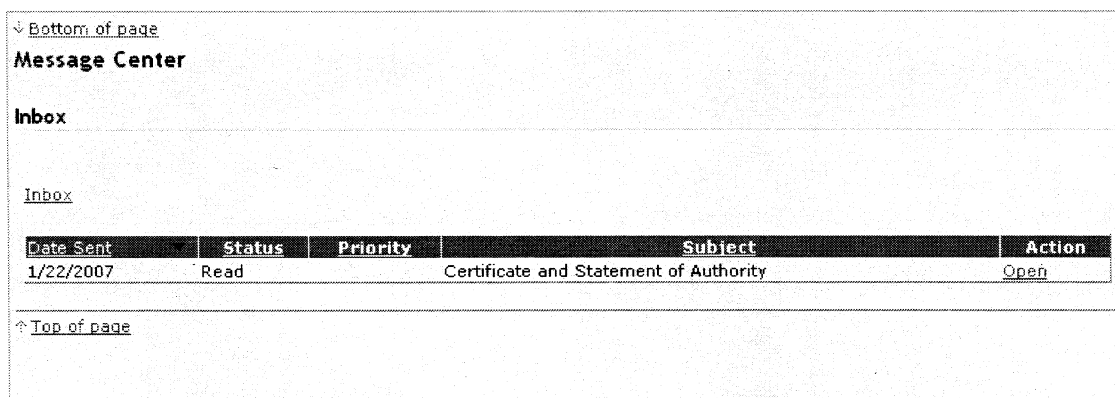 Bottom of page
Message Center
Inbox
Inbox
Date Sent Status Priority Subject Action
1/22/2007 Read Certificate and Statement of Authority Open
Top of page